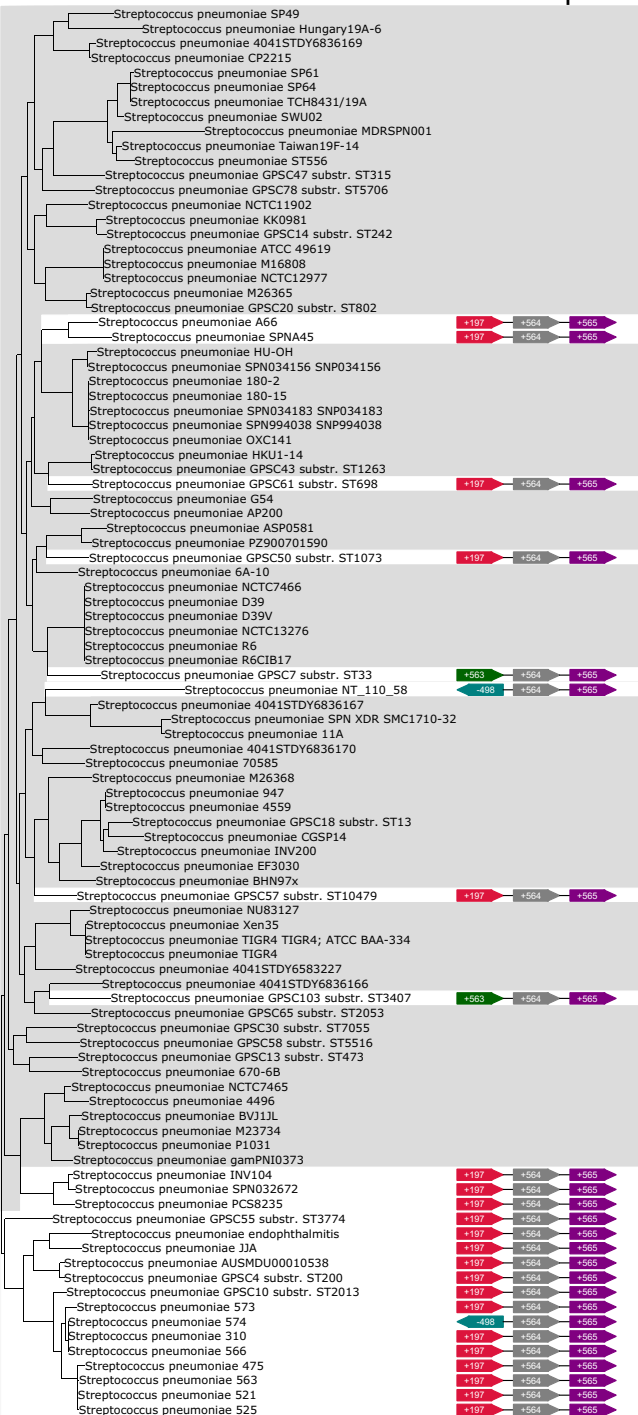 Streptococcus pneumoniae SP49
Streptococcus pneumoniae Hungary19A-6
Streptococcus pneumoniae 4041STDY6836169
Streptococcus pneumoniae CP2215
Streptococcus pneumoniae SP61
Streptococcus pneumoniae SP64
Streptococcus pneumoniae TCH8431/19A
Streptococcus pneumoniae SWU02
Streptococcus pneumoniae MDRSPN001
Streptococcus pneumoniae Taiwan19F-14
Streptococcus pneumoniae ST556
Streptococcus pneumoniae GPSC47 substr. ST315
Streptococcus pneumoniae GPSC78 substr. ST5706
Streptococcus pneumoniae NCTC11902
Streptococcus pneumoniae KK0981
Streptococcus pneumoniae GPSC14 substr. ST242
Streptococcus pneumoniae ATCC 49619
Streptococcus pneumoniae M16808
Streptococcus pneumoniae NCTC12977
Streptococcus pneumoniae M26365
Streptococcus pneumoniae GPSC20 substr. ST802
Streptococcus pneumoniae A66 +197 +564 +565
Streptococcus pneumoniae SPNA45 +197 +564 +565
Streptococcus pneumoniae HU-OH
Streptococcus pneumoniae SPN034156 SNP034156
Streptococcus pneumoniae 180-2
Streptococcus pneumoniae 180-15
Streptococcus pneumoniae SPN034183 SNP034183
Streptococcus pneumoniae SPN994038 SNP994038
Streptococcus pneumoniae OXC141
Streptococcus pneumoniae HKU1-14
Streptococcus pneumoniae GPSC43 substr. ST1263
Streptococcus pneumoniae GPSC61 substr. ST698 +197 +564 +565
Streptococcus pneumoniae G54
Streptococcus pneumoniae AP200
Streptococcus pneumoniae ASP0581
Streptococcus pneumoniae PZ900701590
Streptococcus pneumoniae GPSC50 substr. ST1073 +197 +564 +565
Streptococcus pneumoniae 6A-10
Streptococcus pneumoniae NCTC7466
Streptococcus pneumoniae D39
Streptococcus pneumoniae D39V
Streptococcus pneumoniae NCTC13276
Streptococcus pneumoniae R6
Streptococcus pneumoniae R6CIB17
Streptococcus pneumoniae GPSC7 substr. ST33 +563 +564 +565
Streptococcus pneumoniae NT_110_58 -498 +564 +565
Streptococcus pneumoniae 4041STDY6836167
Streptococcus pneumoniae SPN XDR SMC1710-32
Streptococcus pneumoniae 11A
Streptococcus pneumoniae 4041STDY6836170
Streptococcus pneumoniae 70585
Streptococcus pneumoniae M26368
Streptococcus pneumoniae 947
Streptococcus pneumoniae 4559
Streptococcus pneumoniae GPSC18 substr. ST13
Streptococcus pneumoniae CGSP14
Streptococcus pneumoniae INV200
Streptococcus pneumoniae EF3030
Streptococcus pneumoniae BHN97x
Streptococcus pneumoniae GPSC57 substr. ST10479 +197 +564 +565
Streptococcus pneumoniae NU83127
Streptococcus pneumoniae Xen35
Streptococcus pneumoniae TIGR4 TIGR4; ATCC BAA-334
Streptococcus pneumoniae TIGR4
Streptococcus pneumoniae 4041STDY6583227
Streptococcus pneumoniae 4041STDY6836166
Streptococcus pneumoniae GPSC103 substr. ST3407 +563 +564 +565
Streptococcus pneumoniae GPSC65 substr. ST2053
Streptococcus pneumoniae GPSC30 substr. ST7055
Streptococcus pneumoniae GPSC58 substr. ST5516
Streptococcus pneumoniae GPSC13 substr. ST473
Streptococcus pneumoniae 670-6B
Streptococcus pneumoniae NCTC7465
Streptococcus pneumoniae 4496
Streptococcus pneumoniae BVJ1JL
Streptococcus pneumoniae M23734
Streptococcus pneumoniae P1031
Streptococcus pneumoniae gamPNI0373
Streptococcus pneumoniae INV104 +197 +564 +565
Streptococcus pneumoniae SPN032672 +197 +564 +565
Streptococcus pneumoniae PCS8235 +197 +564 +565
Streptococcus pneumoniae GPSC55 substr. ST3774 +197 +564 +565
Streptococcus pneumoniae endophthalmitis +197 +564 +565
Streptococcus pneumoniae JJA +197 +564 +565
Streptococcus pneumoniae AUSMDU00010538 +197 +564 +565
Streptococcus pneumoniae GPSC4 substr. ST200 +197 +564 +565
Streptococcus pneumoniae GPSC10 substr. ST2013 +197 +564 +565
Streptococcus pneumoniae 573 +197 +564 +565
Streptococcus pneumoniae 574 -498 +564 +565
Streptococcus pneumoniae 310 +197 +564 +565
Streptococcus pneumoniae 566 +197 +564 +565
Streptococcus pneumoniae 475 +197 +564 +565
Streptococcus pneumoniae 563 +197 +564 +565
Streptococcus pneumoniae 521 +197 +564 +565
Streptococcus pneumoniae 525 +197 +564 +565